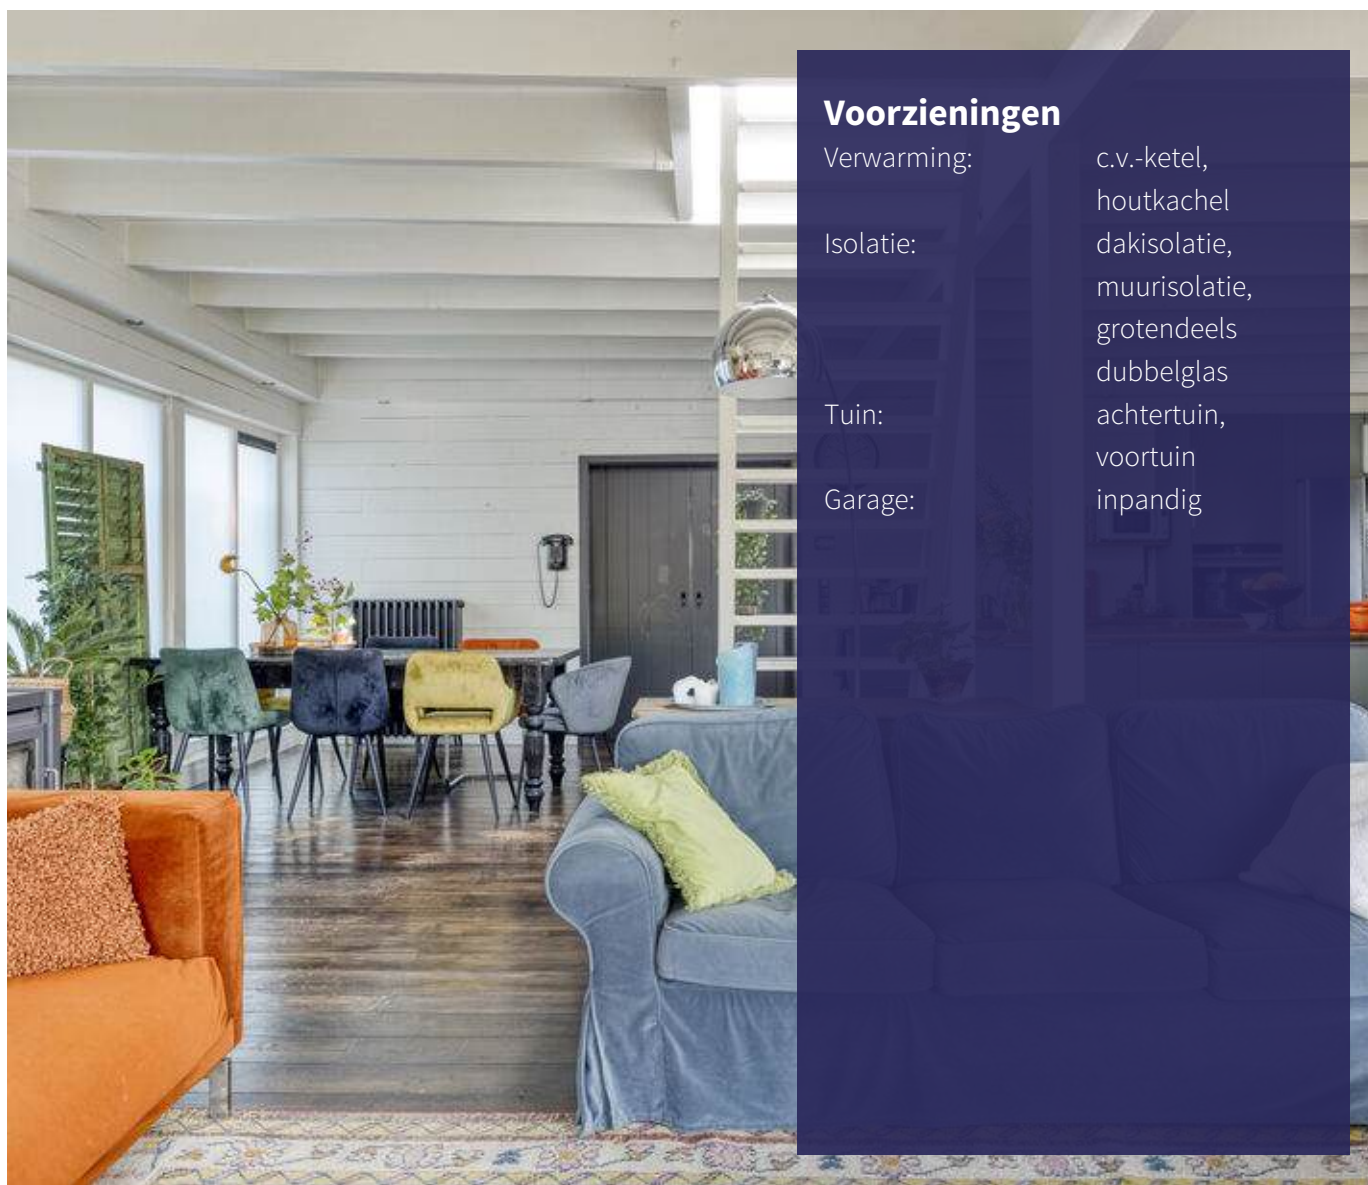 Voorzieningen
Verwarming: c.v.-ketel,
houtkachel
Isolatie: dakisolatie,
muurisolatie,
grotendeels
dubbelglas
Tuin: achtertuin,
voortuin
Garage: inpandig